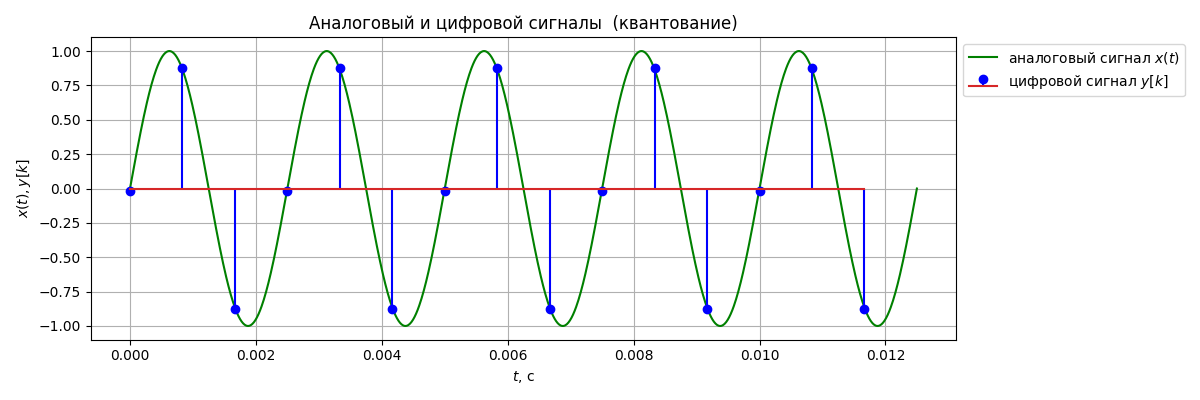 Аналоговый и цифровой сигналы  (квантование)
1.00
0.75
0.50
0.25
0.00
−0.25
−0.50
−0.75
−1.00
x(t), y[k]
0.000 0.002 0.004 0.006 0.008 0.010 0.012
t, с
аналоговый сигнал x(t)
цифровой сигнал y[k]